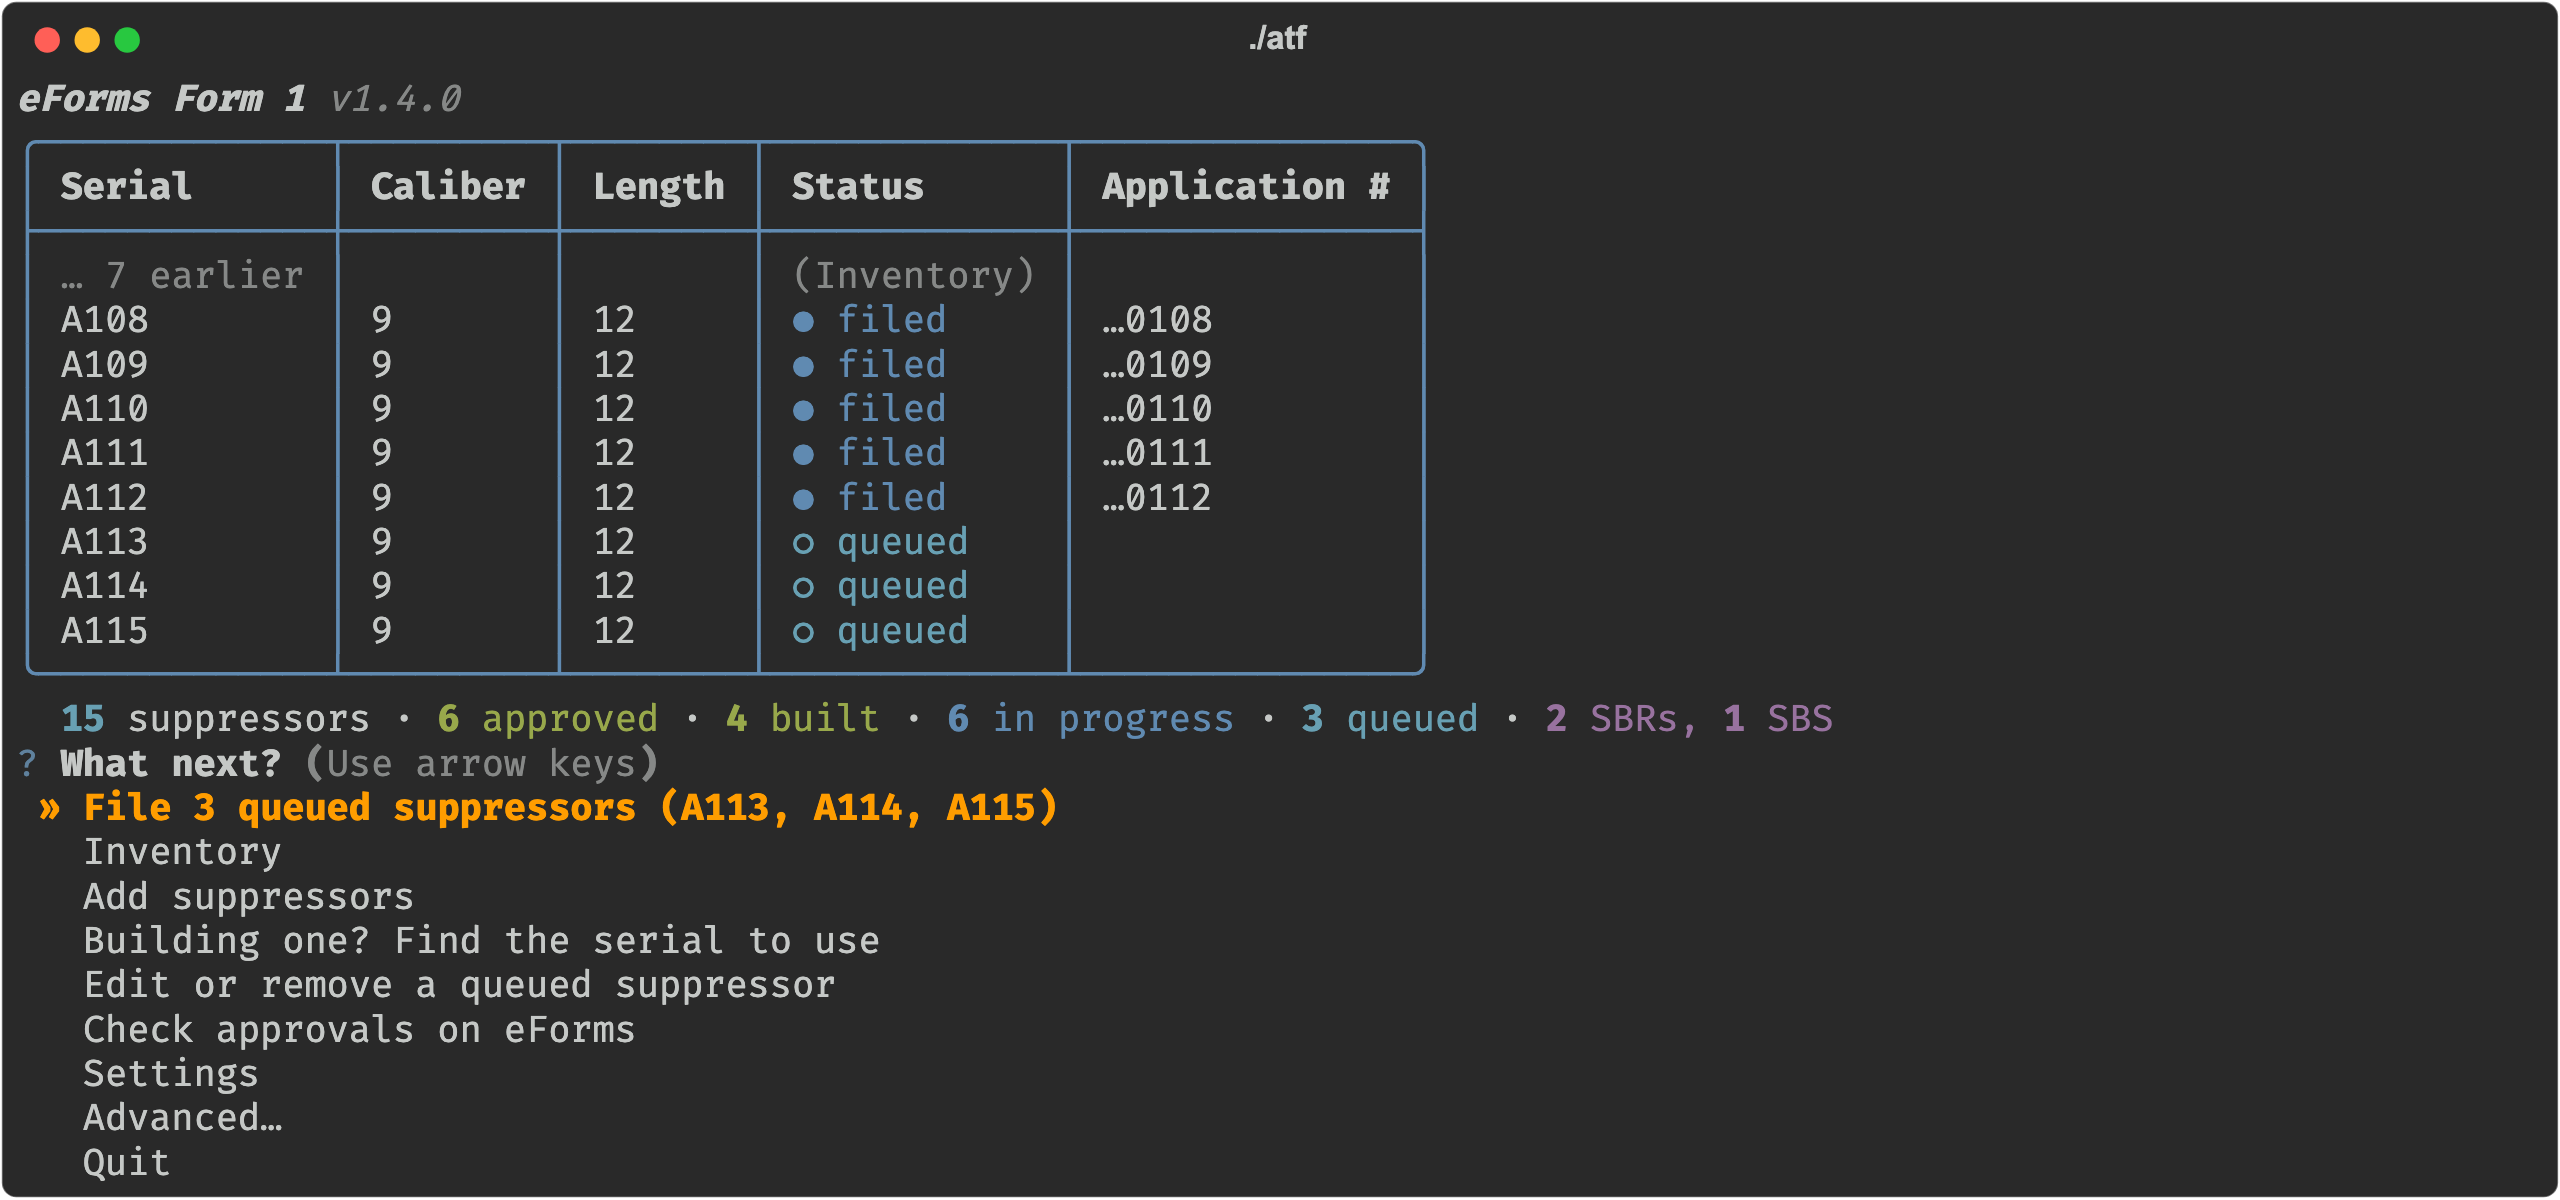 ./atf
eForms Form 1 v1.4.0
Serial Caliber Length Status Application #
… 7 earlier (Inventory)
A108 9 12 ● filed …0108
A109 9 12 ● filed …0109
A110 9 12 ● filed …0110
A111 9 12 ● filed …0111
A112 9 12 ● filed …0112
A113 9 12 ○ queued
A114 9 12 ○ queued
A115 9 12 ○ queued
15 suppressors · 6 approved · 4 built · 6 in progress · 3 queued · 2 SBRs, 1 SBS
? What next? (Use arrow keys)
» File 3 queued suppressors (A113, A114, A115)
Inventory
Add suppressors
Building one? Find the serial to use
Edit or remove a queued suppressor
Check approvals on eForms
Settings
Advanced…
Quit